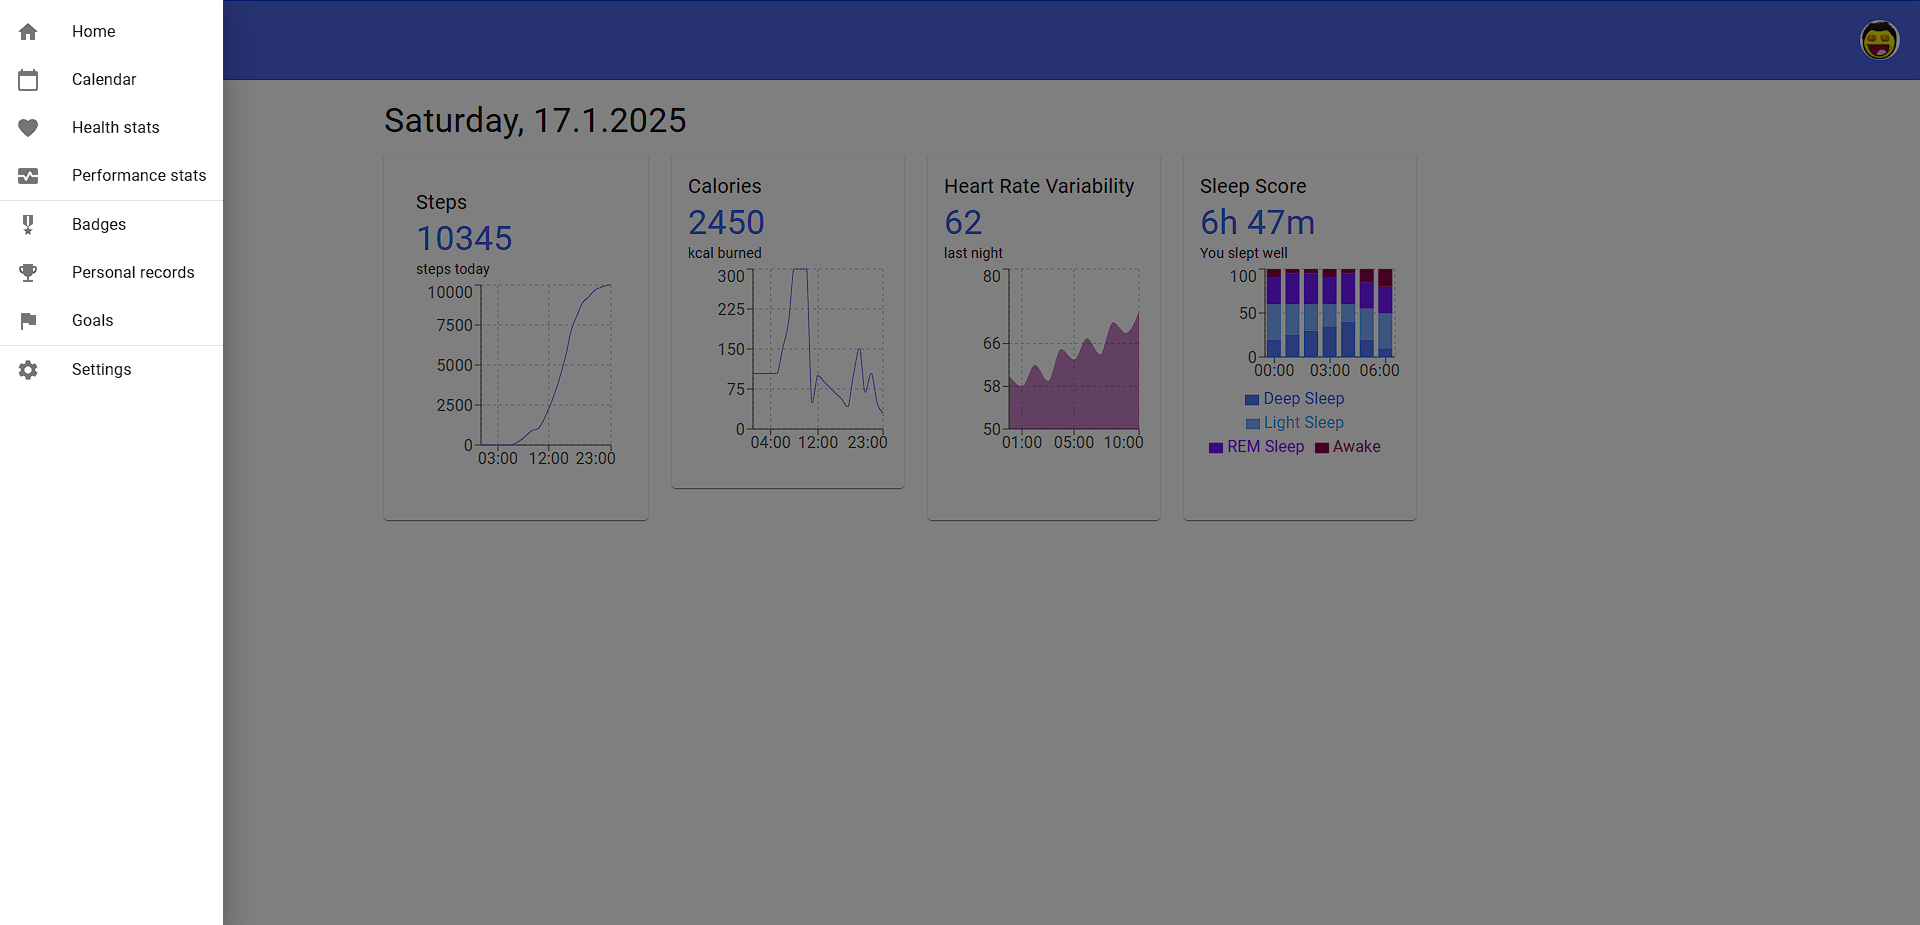 Home
Calendar
Health stats
Performance stats
Badges
Personal records
Goals
Settings
Saturday, 17.1.2025
Steps
10345
steps today
10000
7500
5000
2500
0
03:00 12:00 23:00
Calories
2450
kcal burned
300
225
150
75
0
04:00 12:00 23:00
Heart Rate Variability
62
last night
80
66
58
50
01:00 05:00 10:00
Sleep Score
6h 47m
You slept well
100
50
0
00:00 03:00 06:00
Deep Sleep
Light Sleep
REM Sleep Awake